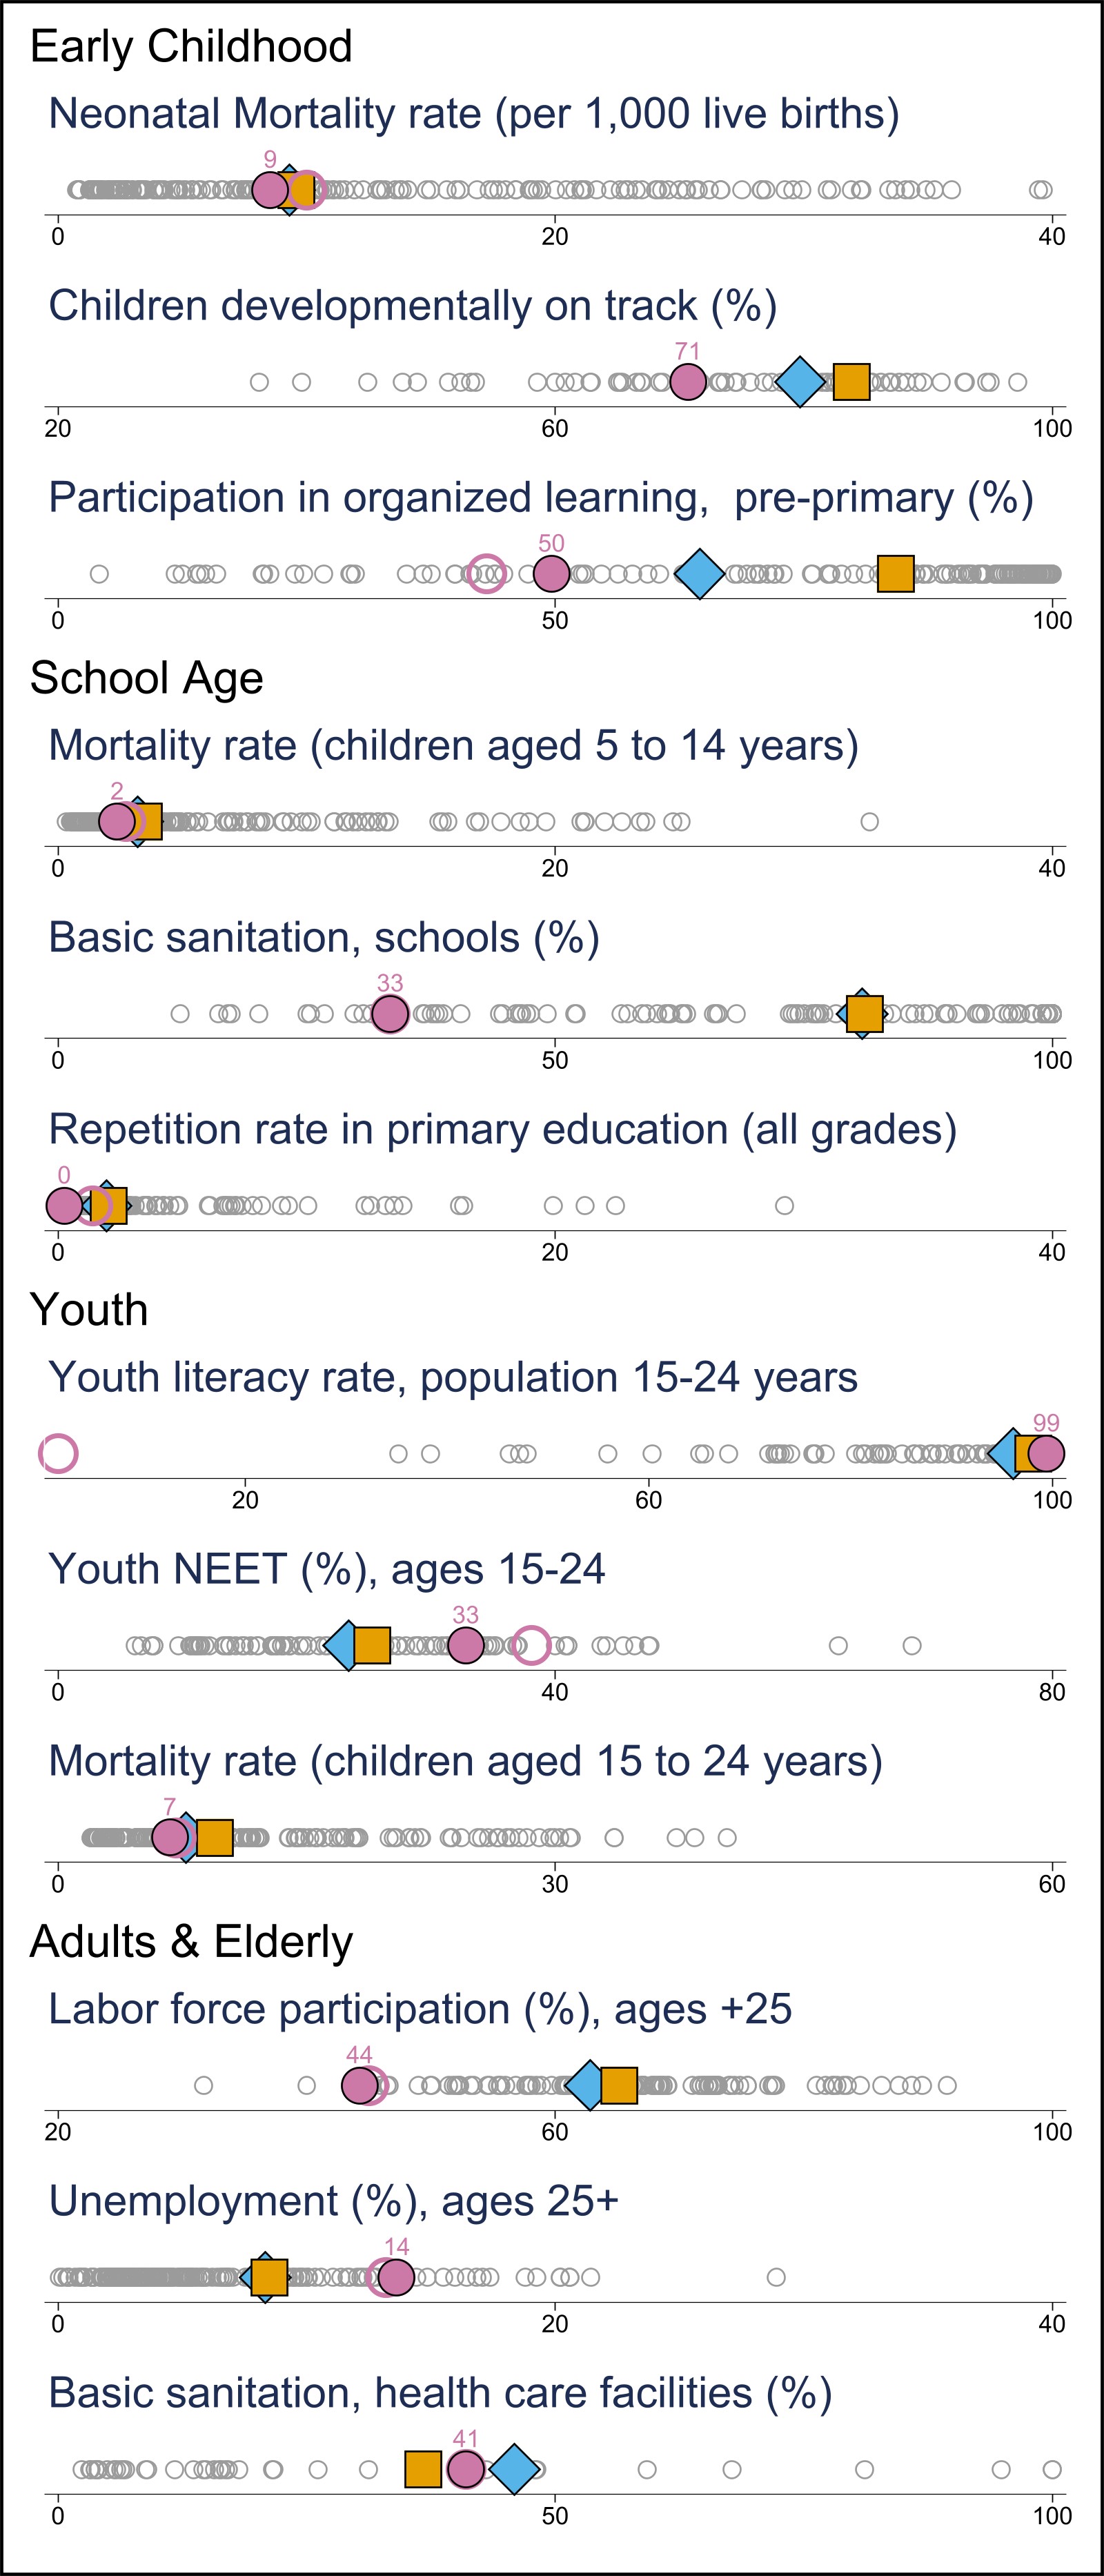 Early Childhood
Neonatal Mortality rate (per 1,000 live births)
9
0 20 40
Children developmentally on track (%)
71
20 60 100
Participation in organized learning, pre-primary (%)
50
0 50 100
School Age
Mortality rate (children aged 5 to 14 years)
2
0 20 40
Basic sanitation, schools (%)
33
0 50 100
Repetition rate in primary education (all grades)
0
0 20 40
Youth
Youth literacy rate, population 15-24 years
99
20 60 100
Youth NEET (%), ages 15-24
33
0 40 80
Mortality rate (children aged 15 to 24 years)
7
0 30 60
Adults & Elderly
Labor force participation (%), ages +25
44
20 60 100
Unemployment (%), ages 25+
14
0 20 40
Basic sanitation, health care facilities (%)
41
0 50 100